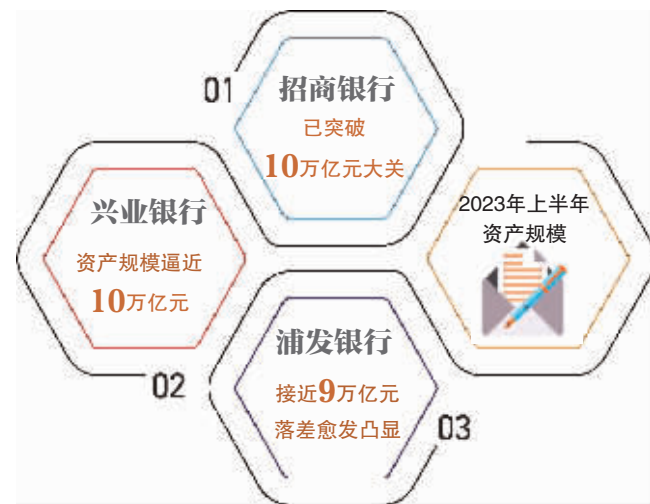 01
招商银行
已突破
10万亿元大关
兴业银行
资产规模逼近
10万亿元
02
2023年上半年
资产规模
浦发银行
接近9万亿元
落差愈发凸显
03